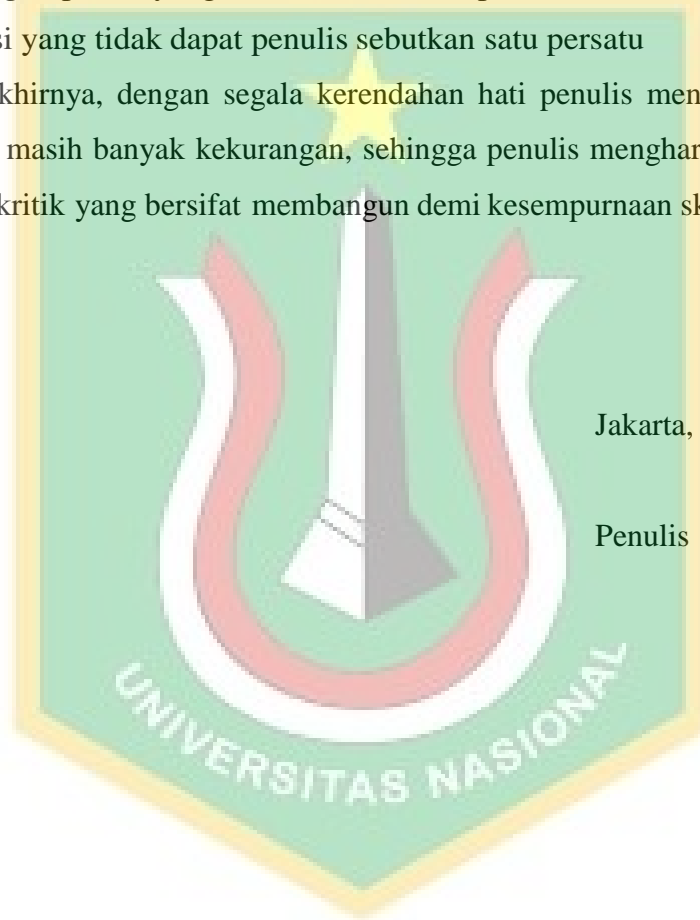 si yang tidak dapat penulis sebutkan satu persatu
khirnya, dengan segala kerendahan hati penulis men
masih banyak kekurangan, sehingga penulis menghar
kritik yang bersifat membangun demi kesempurnaan sk
Jakarta,
Penulis
UNIVERSITAS NASIONAL